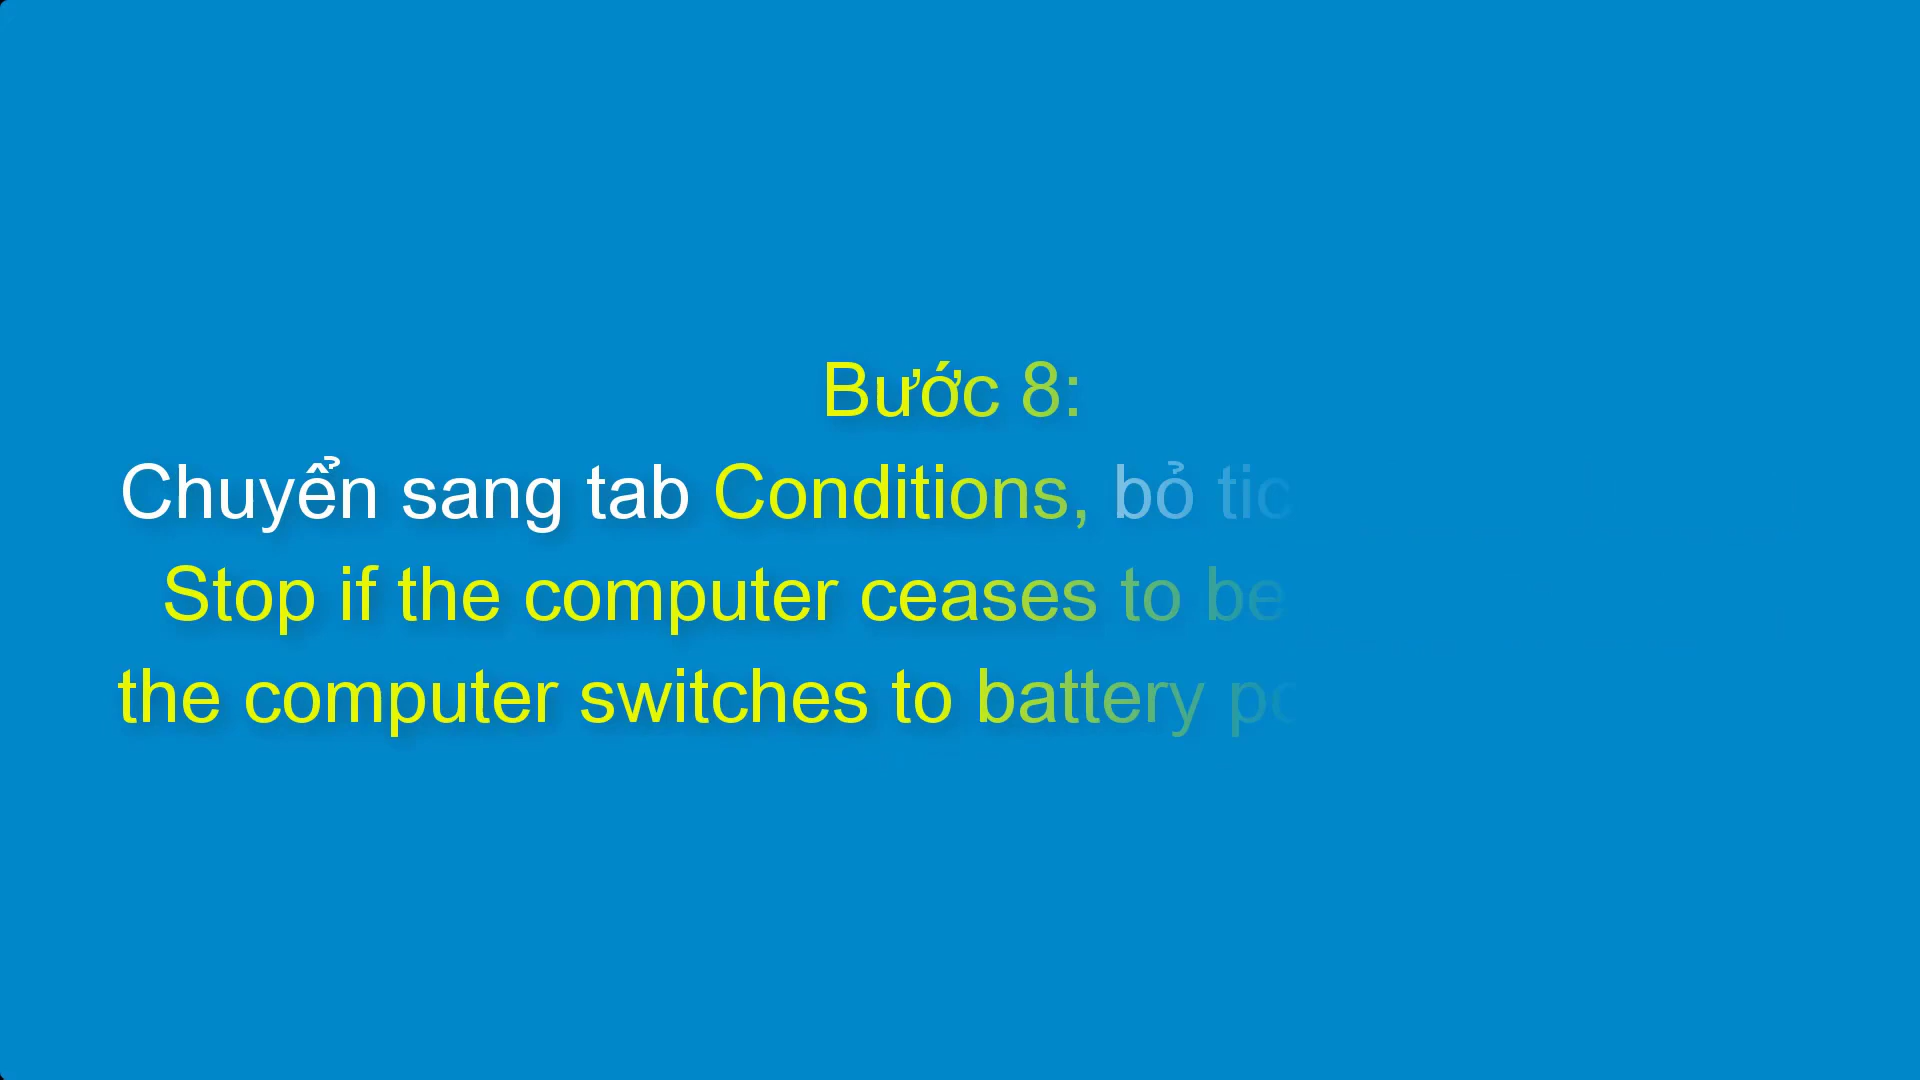 Bước 8:
Chuyển sang tab Conditions, bỏ
Stop if the computer ceases to be
the computer switches to battery